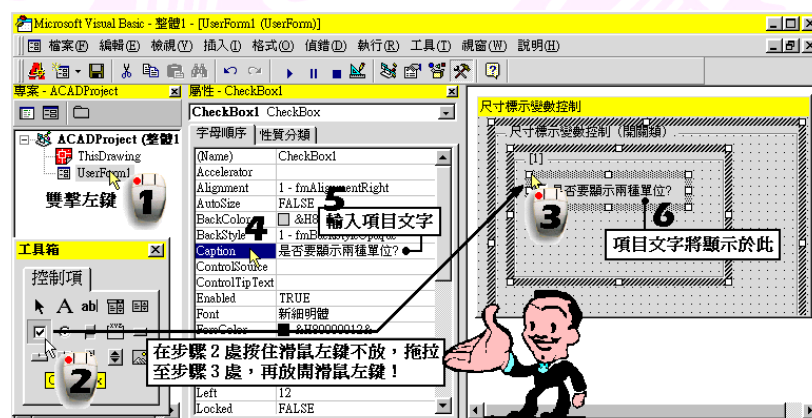 Microsoft Visual Basic - 整體1 - [UserForm1 (UserForm)]
檔案(F) 編輯(E) 檢視(V) 插入(I) 格式(O) 偵錯(D) 執行(R) 工具(T) 視窗(W) 說明(H)
專案 - ACADProject
ACADProject (整體1
ThisDrawing
UserForm1
雙擊左鍵
1
工具箱
控制項
A abl
2
屬性 - CheckBox1
CheckBox1 CheckBox
字母順序 性質分類
(Name) CheckBox1
Accelerator
Alignment 1 - fmAlignmentRight
AutoSize FALSE
BackColor &H8
BackStyle 1 - fmBackStyleOpaque
Caption 是否要顯示兩種單位?
ControlSource
ControlTipText
Enabled TRUE
Font 新細明體
ForeColor &H80000012&
Left 12
Locked FALSE
4
5
輸入項目文字
在步驟2處按住滑鼠左鍵不放，拖拉
至步驟3處，再放開滑鼠左鍵！
尺寸標示變數控制
尺寸標示變數控制（開關類）
[1]
是否要顯示兩種單位?
3
6
項目文字將顯示於此